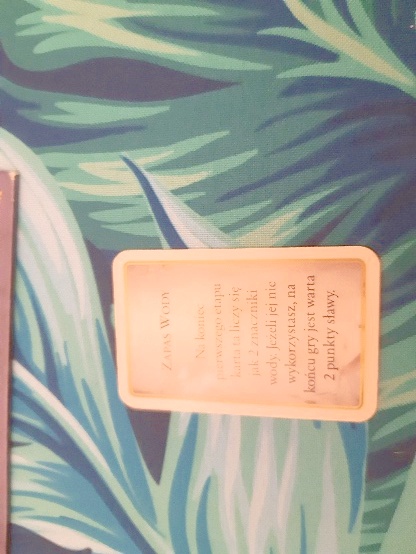 Zapas Wody
Na koniec
pierwszego etapu
karta ta liczy się
jak 2 znaczniki
wody. Jeżeli jej nie
wykorzystasz, na
końcu gry jest warta
2 punkty sławy.